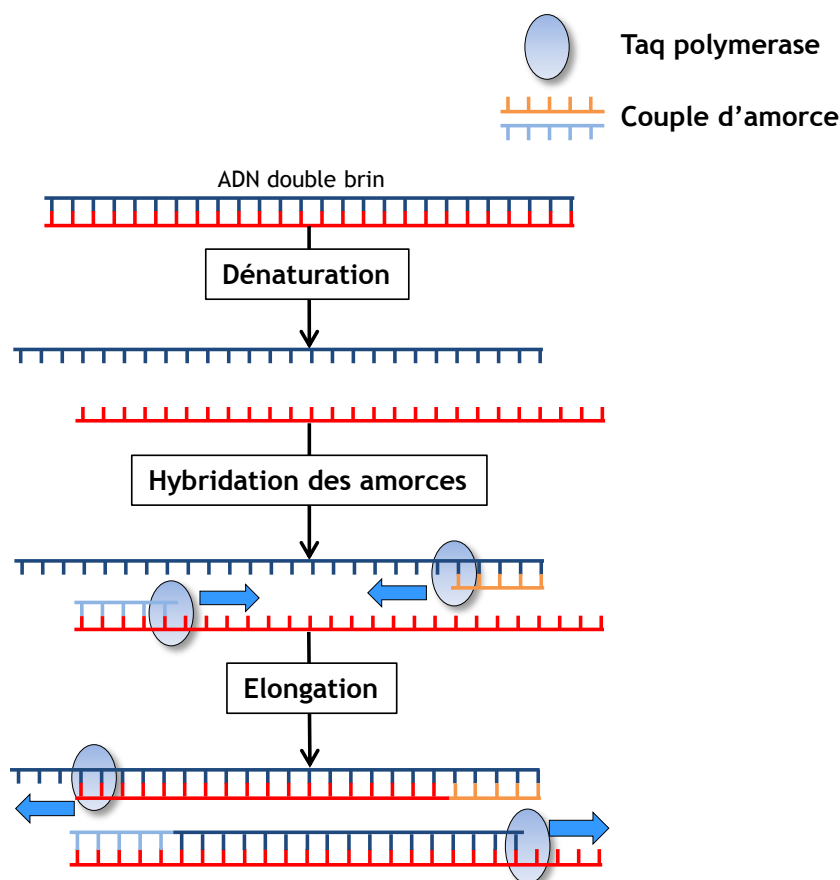 Taq polymerase
Couple d'amorce
ADN double brin
Dénaturation
Hybridation des amorces
Elongation